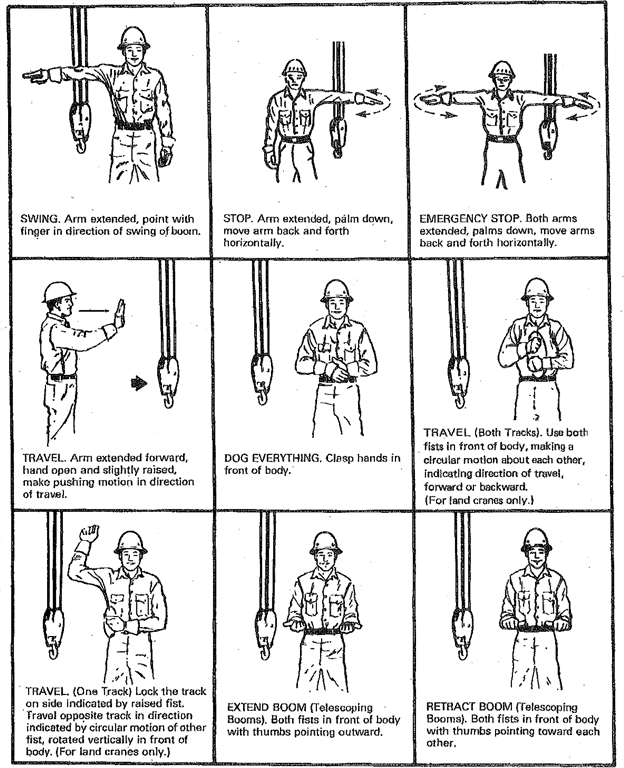 SWING. Arm extended, point with
finger in direction of swing of boom.
STOP. Arm extended, palm down,
move arm back and forth
horizontally.
EMERGENCY STOP. Both arms
extended, palms down, move arms
back and forth horizontally.
TRAVEL. Arm extended forward,
hand open and slightly raised,
make pushing motion in direction
of travel.
DOG EVERYTHING. Clasp hands in
front of body.
TRAVEL (Both Tracks). Use both
fists in front of body, making a
circular motion about each other,
indicating direction of travel,
forward or backward.
(For land cranes only.)
TRAVEL. (One Track) Lock the track
on side indicated by raised fist.
Travel opposite track in direction
indicated by circular motion of other
fist, rotated vertically in front of
body. (For land cranes only.)
EXTEND BOOM (Telescoping
Booms). Both fists in front of body
with thumbs pointing outward.
RETRACT BOOM (Telescoping
Booms). Both fists in front of body
with thumbs pointing toward each
other.